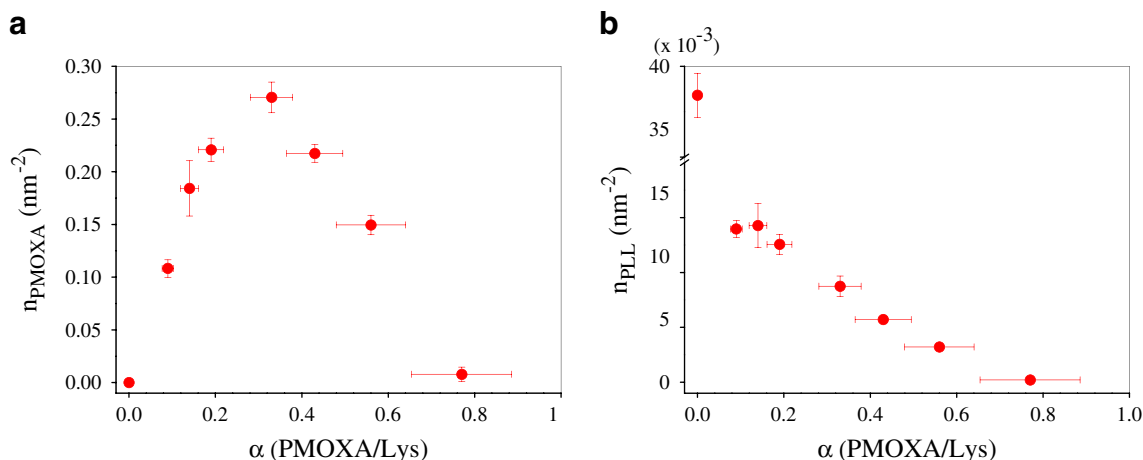 a
n_PMOXA (nm⁻²)
0.30
0.25
0.20
0.15
0.10
0.05
0.00
0.0 0.2 0.4 0.6 0.8 1
α (PMOXA/Lys)
b
(x 10⁻³)
n_PLL (nm⁻²)
40
35
15
10
5
0
0.0 0.2 0.4 0.6 0.8 1.0
α (PMOXA/Lys)